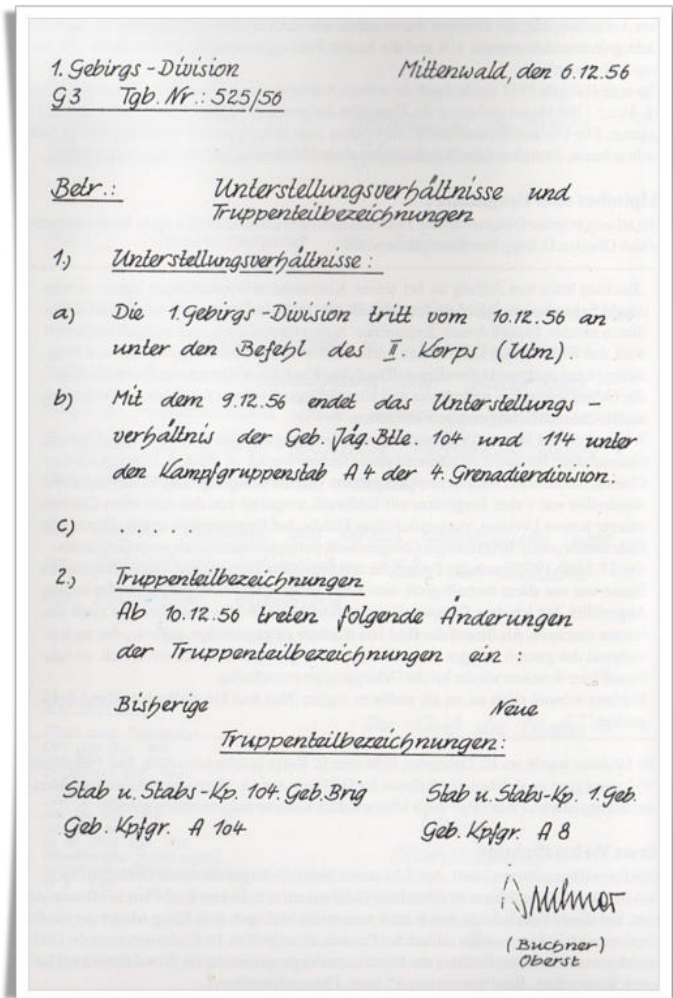 1. Gebirgs-Division Mittenwald, den 6.12.56
G3 Tgb. Nr.: 525/56
Betr.: Unterstellungsverhältnisse und
Truppenteilbezeichnungen
1.) Unterstellungsverhältnisse:
a) Die 1. Gebirgs-Division tritt vom 10.12.56 an
unter den Befehl des II. Korps (Ulm).
b) Mit dem 9.12.56 endet das Unterstellungs-
verhältnis der Geb. Jäg. Btle. 104 und 114 unter
den Kampfgruppenstab A 4 der 4. Grenadierdivision.
c) .....
2.) Truppenteilbezeichnungen
Ab 10.12.56 treten folgende Änderungen
der Truppenteilbezeichnungen ein:
Bisherige Neue
Truppenteilbezeichnungen:
Stab u. Stabs-Kp. 104. Geb. Brig Stab u. Stabs-Kp. 1. Geb.
Geb. Kpfgr. A 104 Geb. Kpfgr. A 8
(Buchner)
Oberst